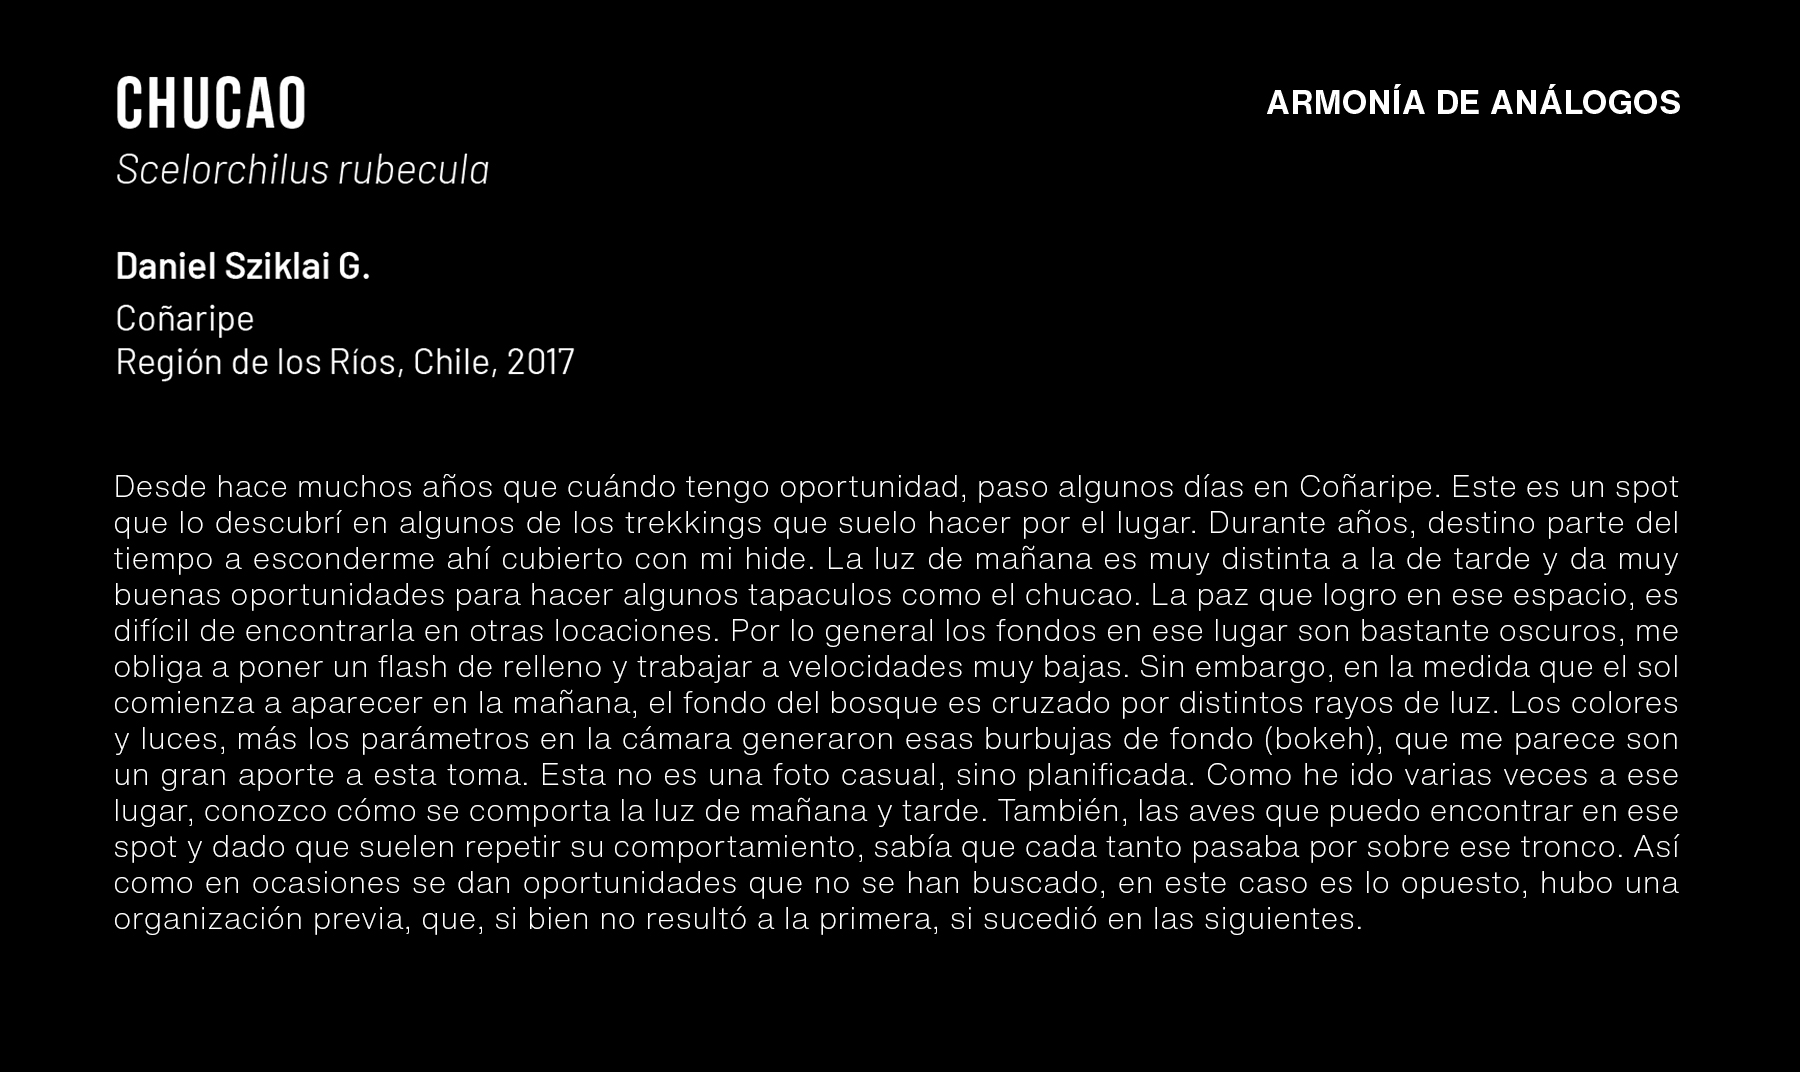 CHUCAO
ARMONÍA DE ANÁLOGOS
Scelorchilus rubecula
Daniel Sziklai G.
Coñaripe
Región de los Ríos, Chile, 2017
Desde hace muchos años que cuándo tengo oportunidad, paso algunos días en Coñaripe. Este es un spot
que lo descubrí en algunos de los trekkings que suelo hacer por el lugar. Durante años, destino parte del
tiempo a esconderme ahí cubierto con mi hide. La luz de mañana es muy distinta a la de tarde y da muy
buenas oportunidades para hacer algunos tapaculos como el chucao. La paz que logro en ese espacio, es
difícil de encontrarla en otras locaciones. Por lo general los fondos en ese lugar son bastante oscuros, me
obliga a poner un flash de relleno y trabajar a velocidades muy bajas. Sin embargo, en la medida que el sol
comienza a aparecer en la mañana, el fondo del bosque es cruzado por distintos rayos de luz. Los colores
y luces, más los parámetros en la cámara generaron esas burbujas de fondo (bokeh), que me parece son
un gran aporte a esta toma. Esta no es una foto casual, sino planificada. Como he ido varias veces a ese
lugar, conozco cómo se comporta la luz de mañana y tarde. También, las aves que puedo encontrar en ese
spot y dado que suelen repetir su comportamiento, sabía que cada tanto pasaba por sobre ese tronco. Así
como en ocasiones se dan oportunidades que no se han buscado, en este caso es lo opuesto, hubo una
organización previa, que, si bien no resultó a la primera, si sucedió en las siguientes.